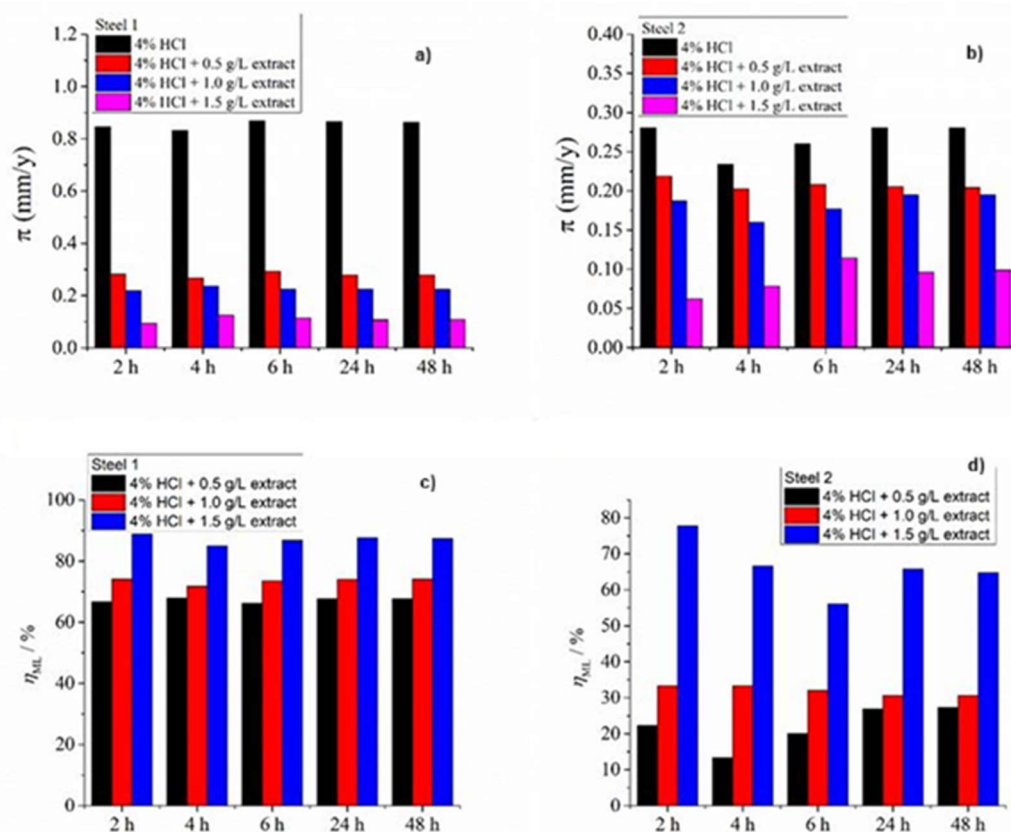 Steel 1
4% HCl
4% HCl + 0.5 g/L extract
4% HCl + 1.0 g/L extract
4% HCl + 1.5 g/L extract
a)
1.2
1.0
0.8
0.6
0.4
0.2
0.0
π (mm/y)
2 h 4 h 6 h 24 h 48 h
Steel 2
4% HCl
4% HCl + 0.5 g/L extract
4% HCl + 1.0 g/L extract
4% HCl + 1.5 g/L extract
b)
0.40
0.35
0.30
0.25
0.20
0.15
0.10
0.05
0.00
π (mm/y)
2 h 4 h 6 h 24 h 48 h
Steel 1
4% HCl + 0.5 g/L extract
4% HCl + 1.0 g/L extract
4% HCl + 1.5 g/L extract
c)
100
80
60
40
20
0
ηML / %
2 h 4 h 6 h 24 h 48 h
d)
Steel 2
4% HCl + 0.5 g/L extract
4% HCl + 1.0 g/L extract
4% HCl + 1.5 g/L extract
80
70
60
50
40
30
20
10
0
ηML / %
2 h 4 h 6 h 24 h 48 h